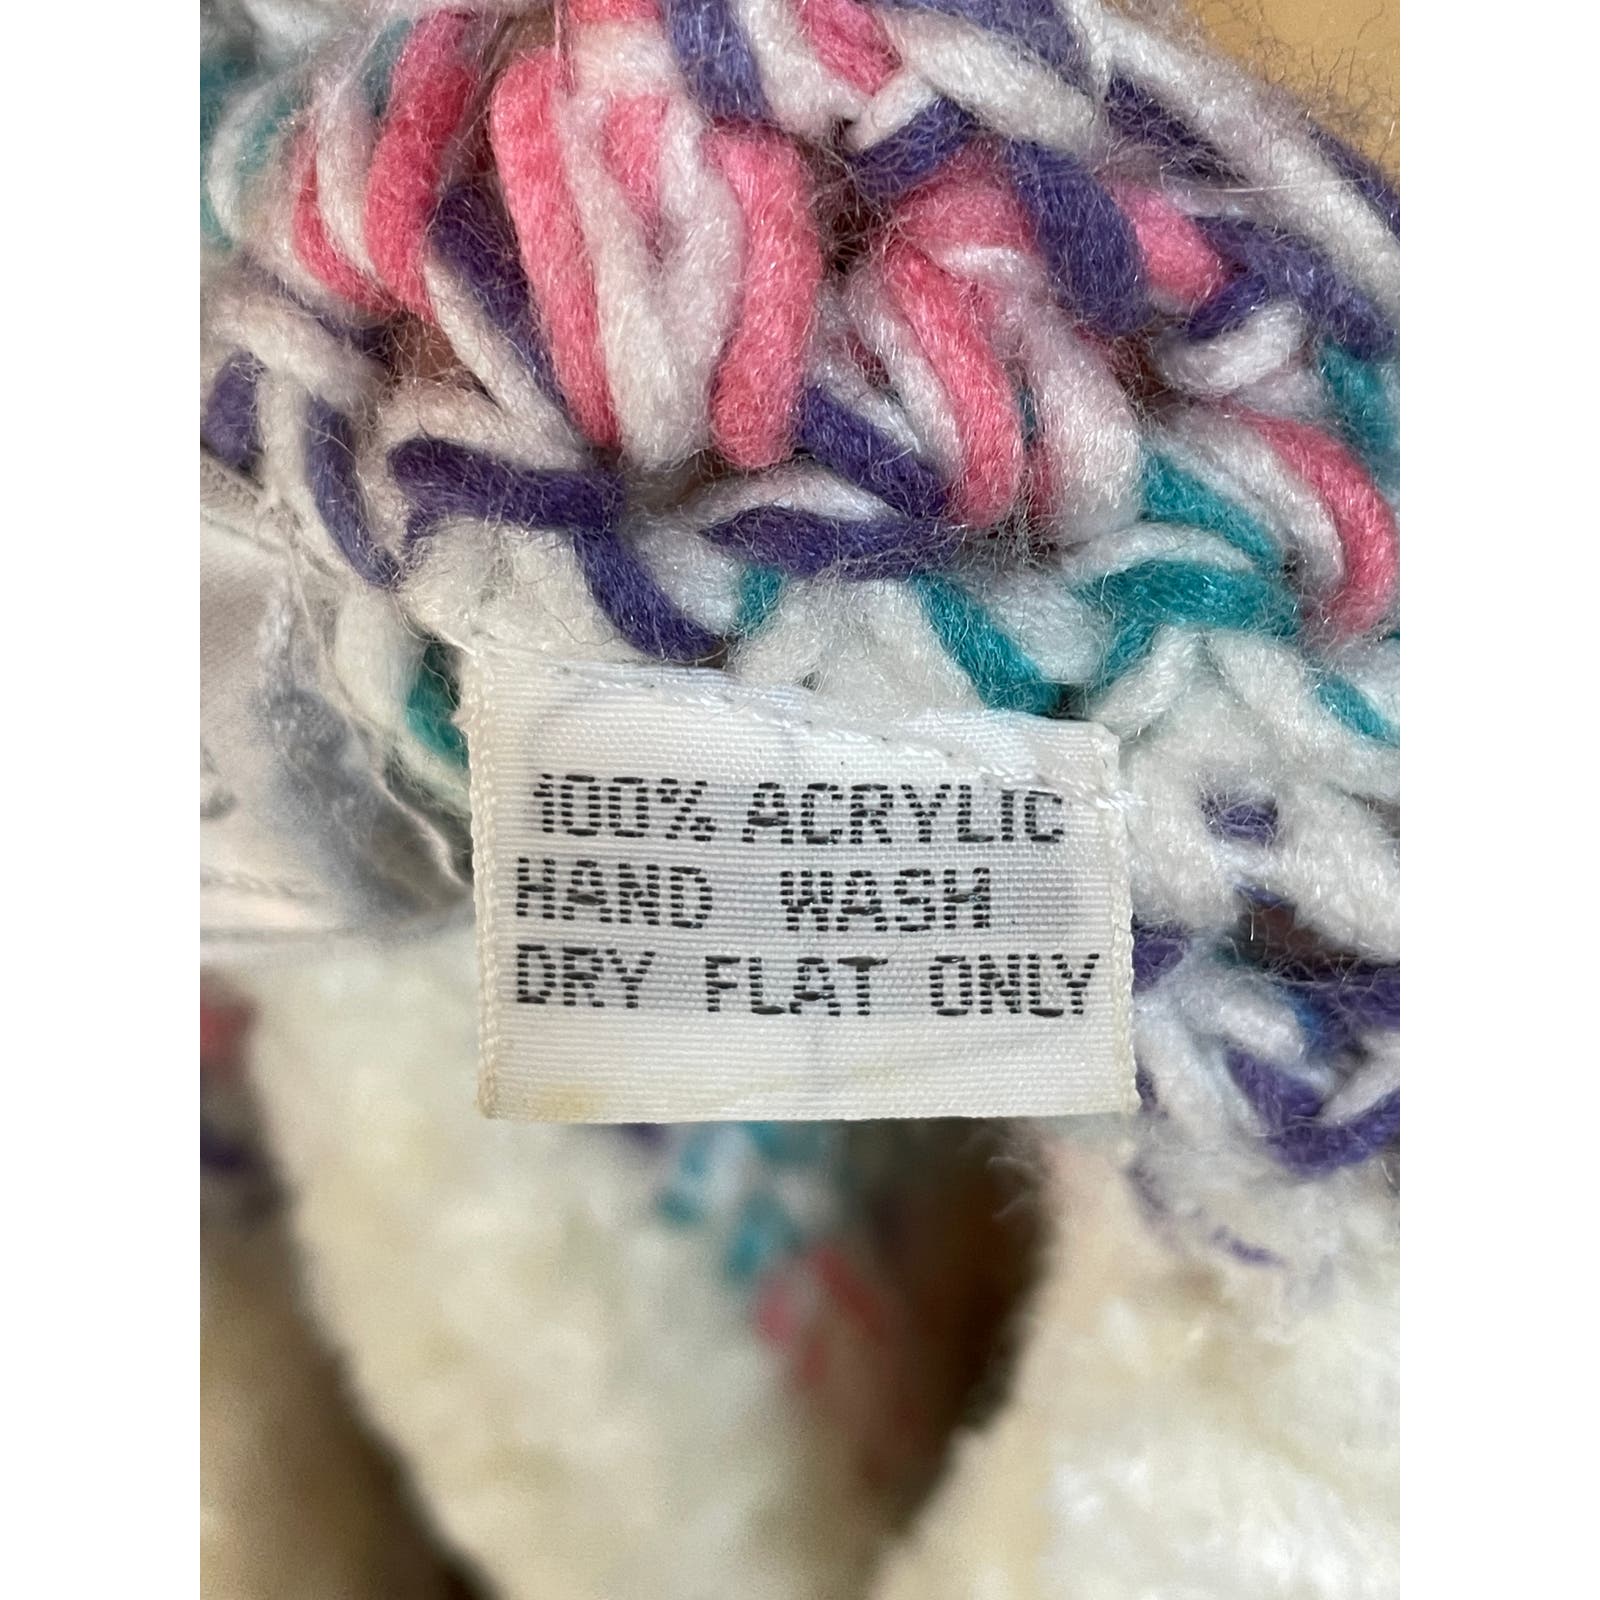 100% ACRYLIC
HAND WASH
DRY FLAT ONLY